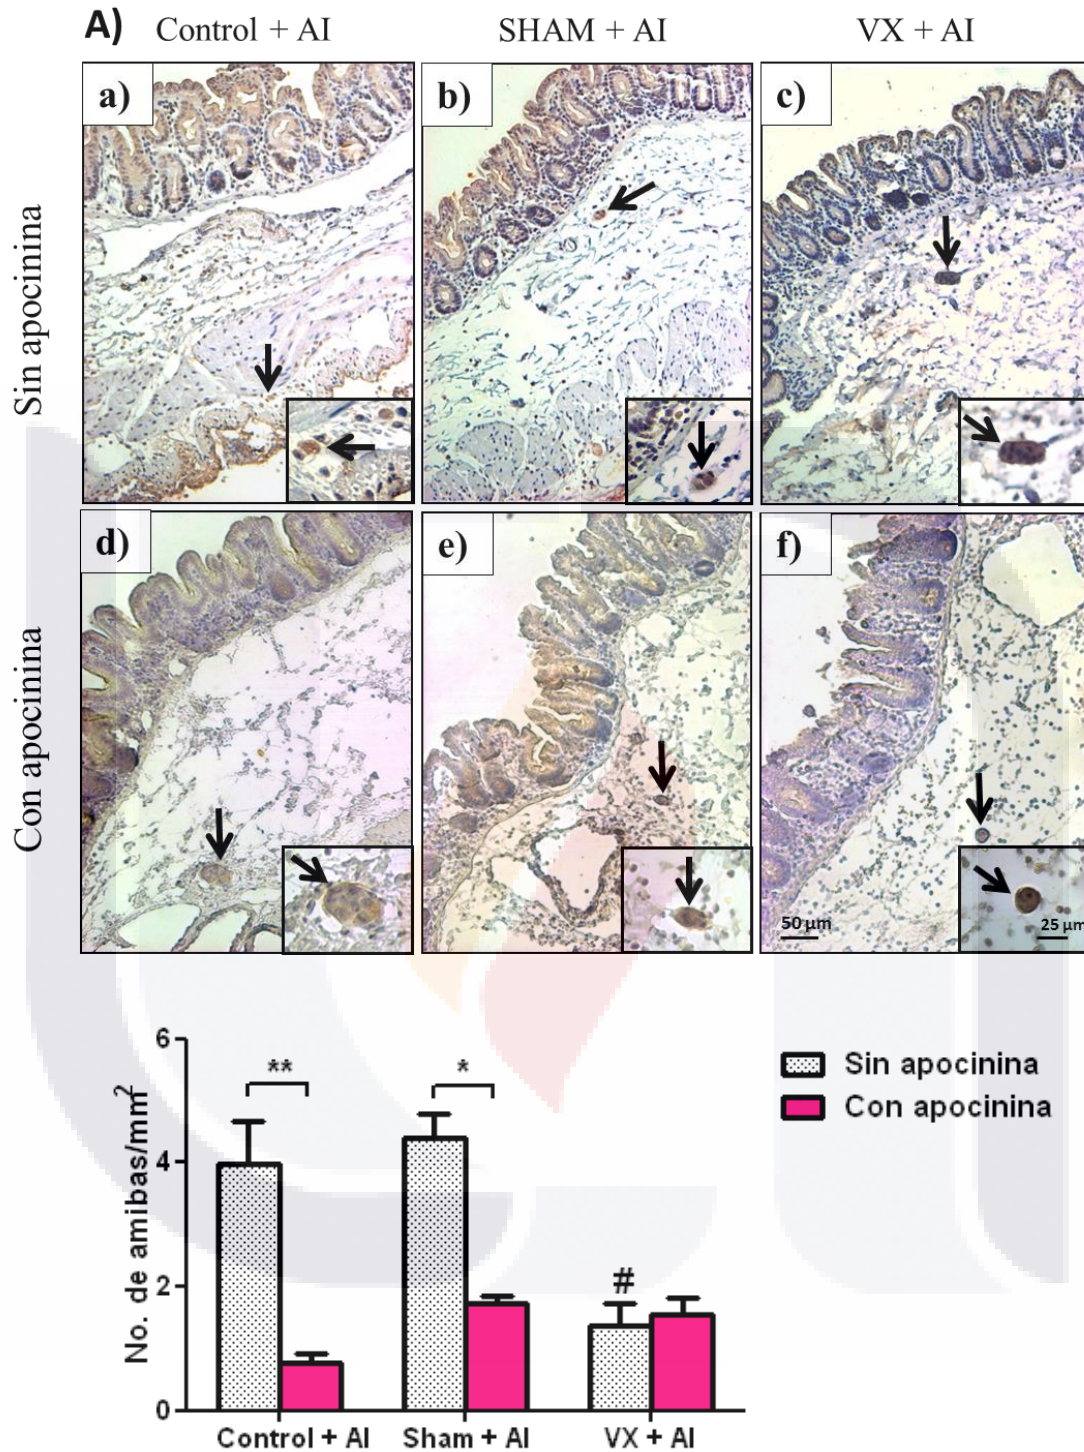 A) Control + AI SHAM + AI VX + AI
Sin apocinina
a) b) c)
Con apocinina
d) e) f)
50 µm 25 µm
6
4
2
0
No. de amibas/mm²
** * #
Sin apocinina
Con apocinina
Control + AI Sham + AI VX + AI